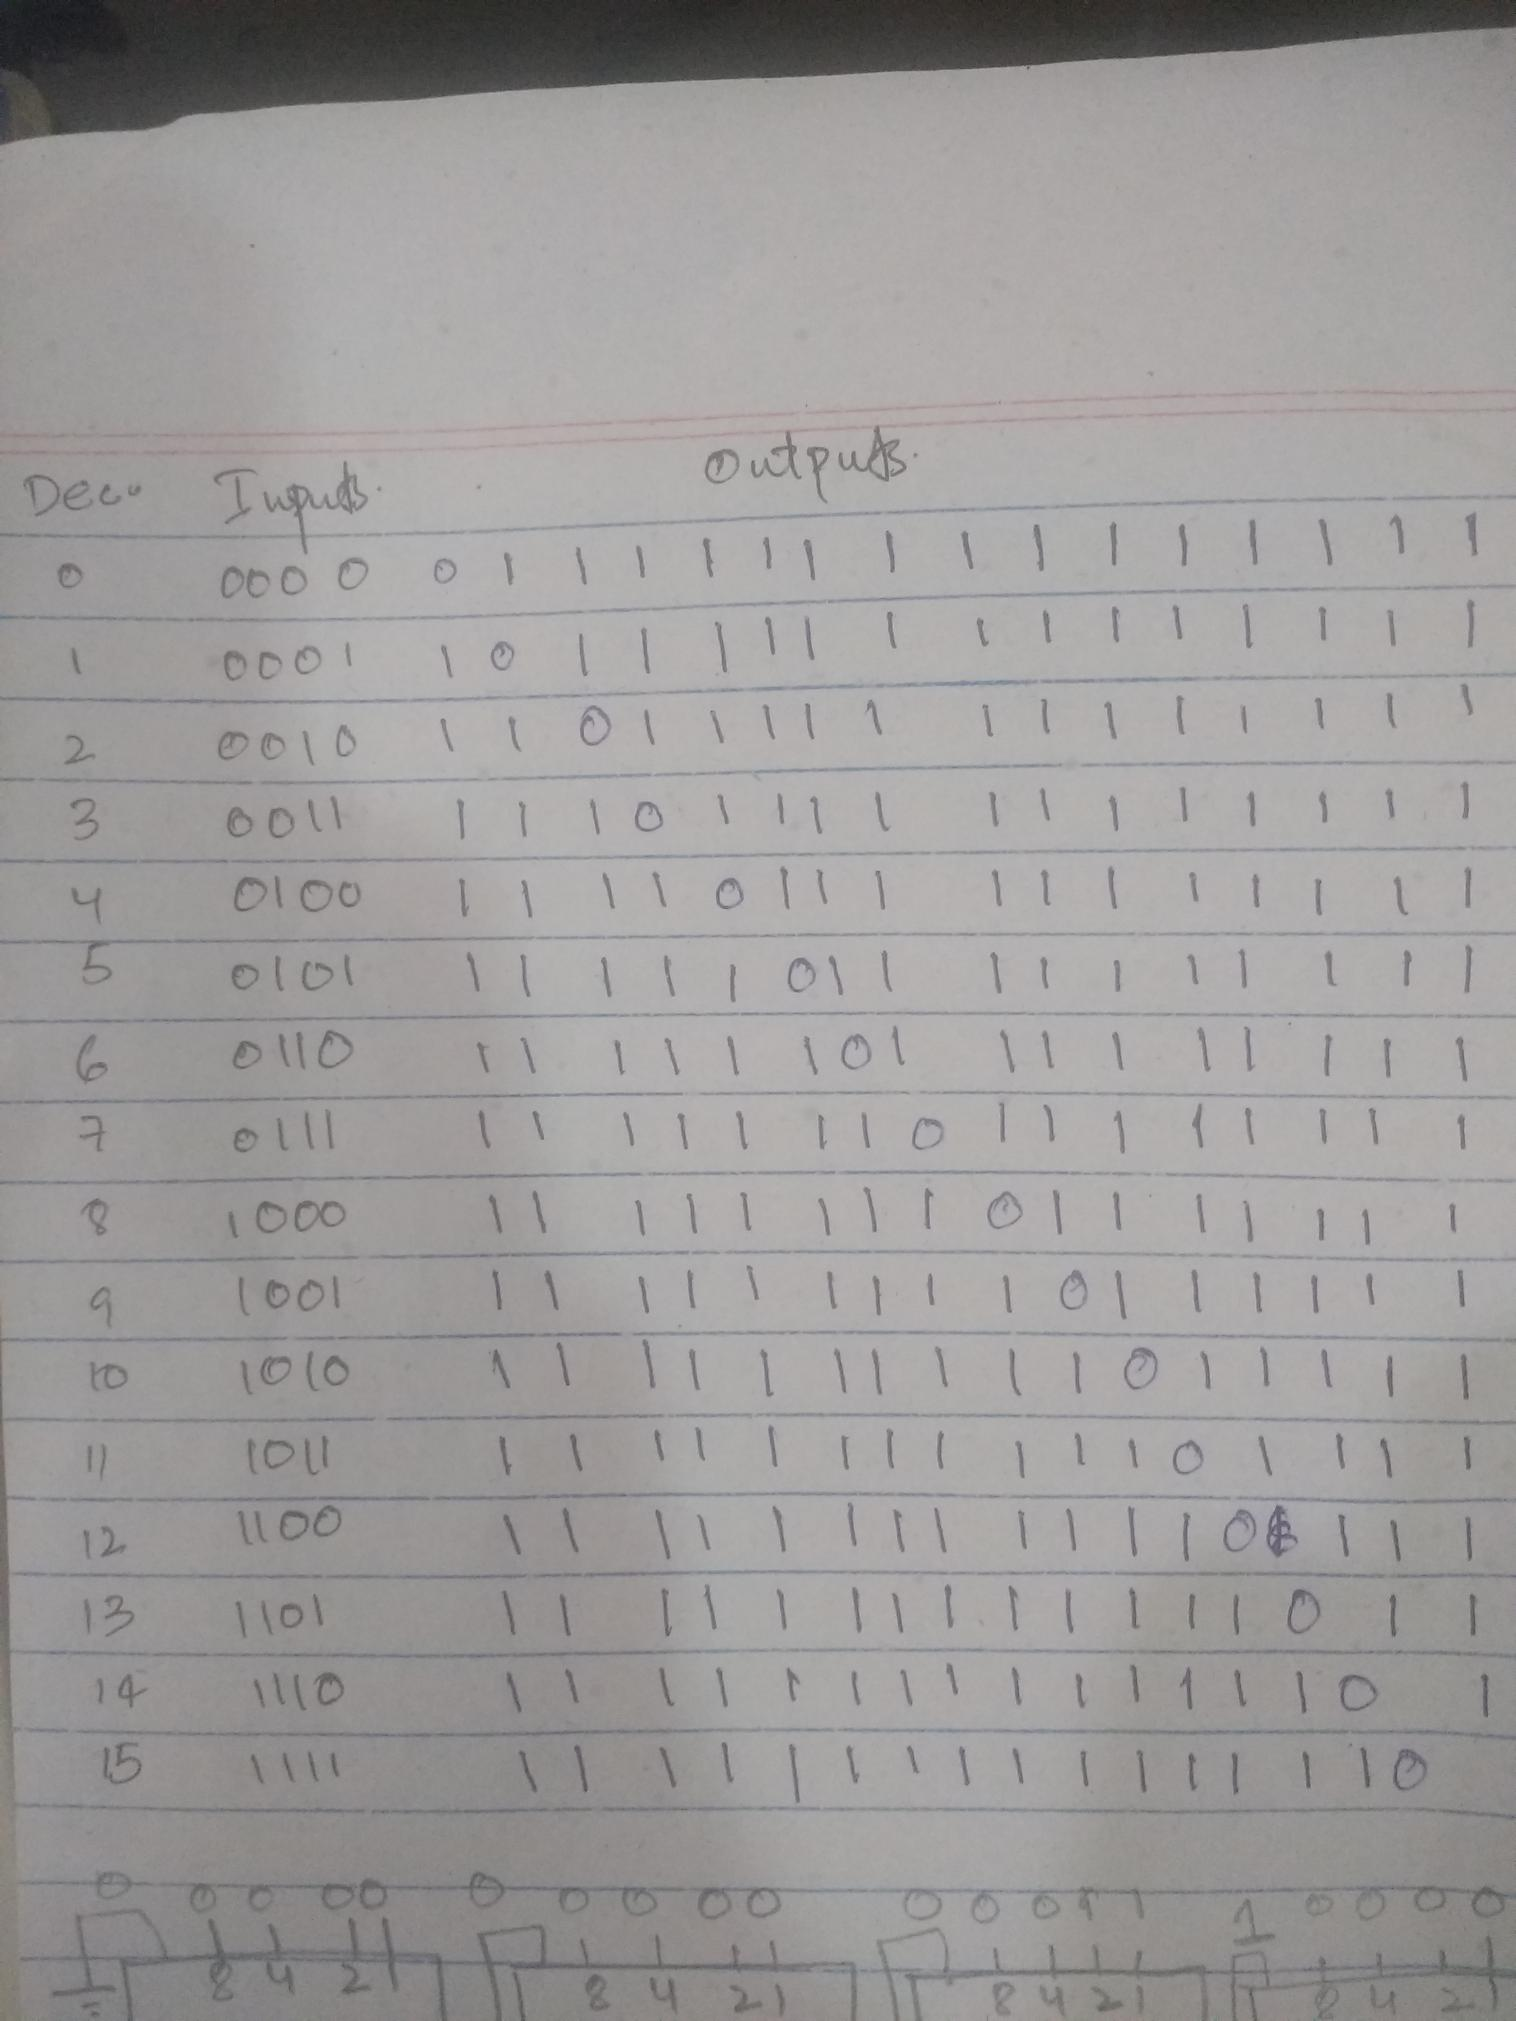 Outputs.
Dec. Inputs.
0 0000 0 1 1 1 1 1 1 1 1 1 1 1 1 1 1 1
1 0001 1 0 1 1 1 1 1 1 1 1 1 1 1 1 1 1
2 0010 1 1 0 1 1 1 1 1 1 1 1 1 1 1 1 1
3 0011 1 1 1 0 1 1 1 1 1 1 1 1 1 1 1 1
4 0100 1 1 1 1 0 1 1 1 1 1 1 1 1 1 1 1
5 0101 1 1 1 1 1 0 1 1 1 1 1 1 1 1 1 1
6 0110 1 1 1 1 1 1 0 1 1 1 1 1 1 1 1 1
7 0111 1 1 1 1 1 1 1 0 1 1 1 1 1 1 1 1
8 1000 1 1 1 1 1 1 1 1 0 1 1 1 1 1 1 1
9 1001 1 1 1 1 1 1 1 1 1 0 1 1 1 1 1 1
10 1010 1 1 1 1 1 1 1 1 1 1 0 1 1 1 1 1
11 1011 1 1 1 1 1 1 1 1 1 1 1 0 1 1 1 1
12 1100 1 1 1 1 1 1 1 1 1 1 1 1 0 1 1 1
13 1101 1 1 1 1 1 1 1 1 1 1 1 1 1 0 1 1
14 1110 1 1 1 1 1 1 1 1 1 1 1 1 1 1 0 1
15 1111 1 1 1 1 1 1 1 1 1 1 1 1 1 1 1 0
0 0 0 0 0 0 0 0 0 0 0 0 0 1 1 1 0 0 0 0
8 4 2 1 8 4 2 1 8 4 2 1 8 4 2 1